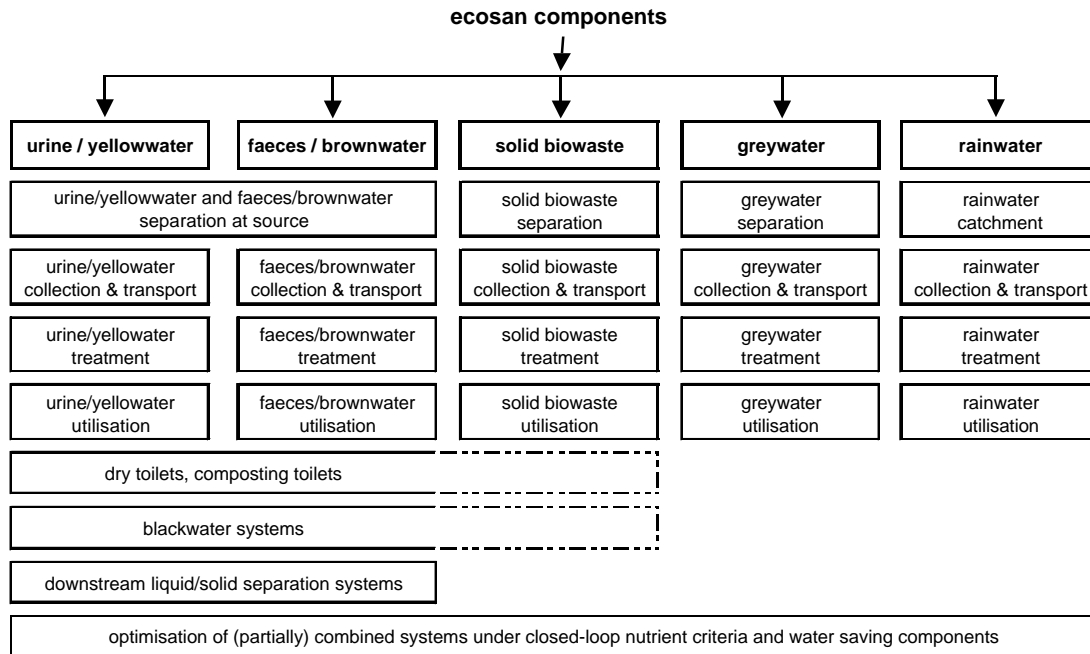 ecosan components
urine / yellowwater
faeces / brownwater
solid biowaste
greywater
rainwater
urine/yellowwater and faeces/brownwater
separation at source
solid biowaste
separation
greywater
separation
rainwater
catchment
urine/yellowater
collection & transport
faeces/brownwater
collection & transport
solid biowaste
collection & transport
greywater
collection & transport
rainwater
collection & transport
urine/yellowater
treatment
faeces/brownwater
treatment
solid biowaste
treatment
greywater
treatment
rainwater
treatment
urine/yellowater
utilisation
faeces/brownwater
utilisation
solid biowaste
utilisation
greywater
utilisation
rainwater
utilisation
dry toilets, composting toilets
blackwater systems
downstream liquid/solid separation systems
optimisation of (partially) combined systems under closed-loop nutrient criteria and water saving components